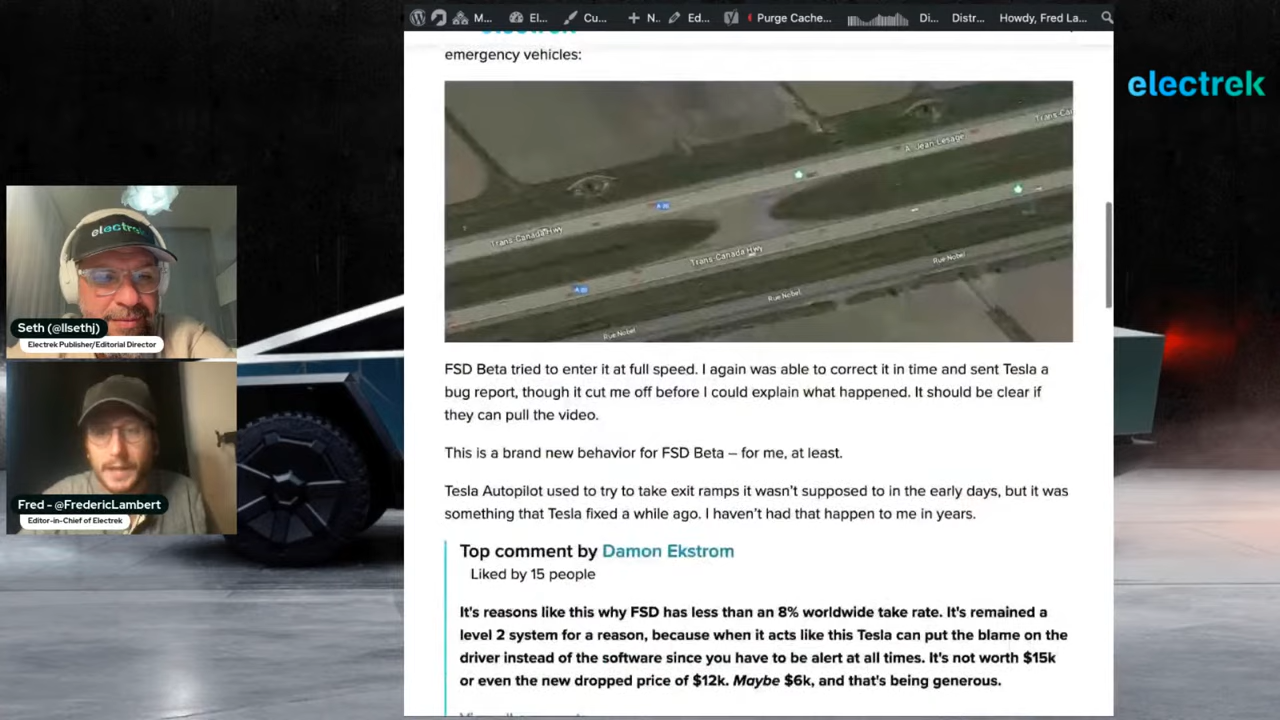 M...
El...
Cu...
N.
Ed...
Purge Cache...
Di...
Distr...
Howdy, Fred La...
electrek
emergency vehicles:
Trans-Canada Hwy
A. Jean Lesage
Trans-Canada Hwy
Rue Nobel
Rue Nobel
Rue Nobel
FSD Beta tried to enter it at full speed. I again was able to correct it in time and sent Tesla a
bug report, though it cut me off before I could explain what happened. It should be clear if
they can pull the video.
This is a brand new behavior for FSD Beta – for me, at least.
Tesla Autopilot used to try to take exit ramps it wasn't supposed to in the early days, but it was
something that Tesla fixed a while ago. I haven't had that happen to me in years.
Top comment by Damon Ekstrom
Liked by 15 people
It's reasons like this why FSD has less than an 8% worldwide take rate. It's remained a
level 2 system for a reason, because when it acts like this Tesla can put the blame on the
driver instead of the software since you have to be alert at all times. It's not worth $15k
or even the new dropped price of $12k. Maybe $6k, and that's being generous.
electrek
Seth (@llsethj)
Electrek Publisher/Editorial Director
Fred - @FredericLambert
Editor-in-Chief of Electrek